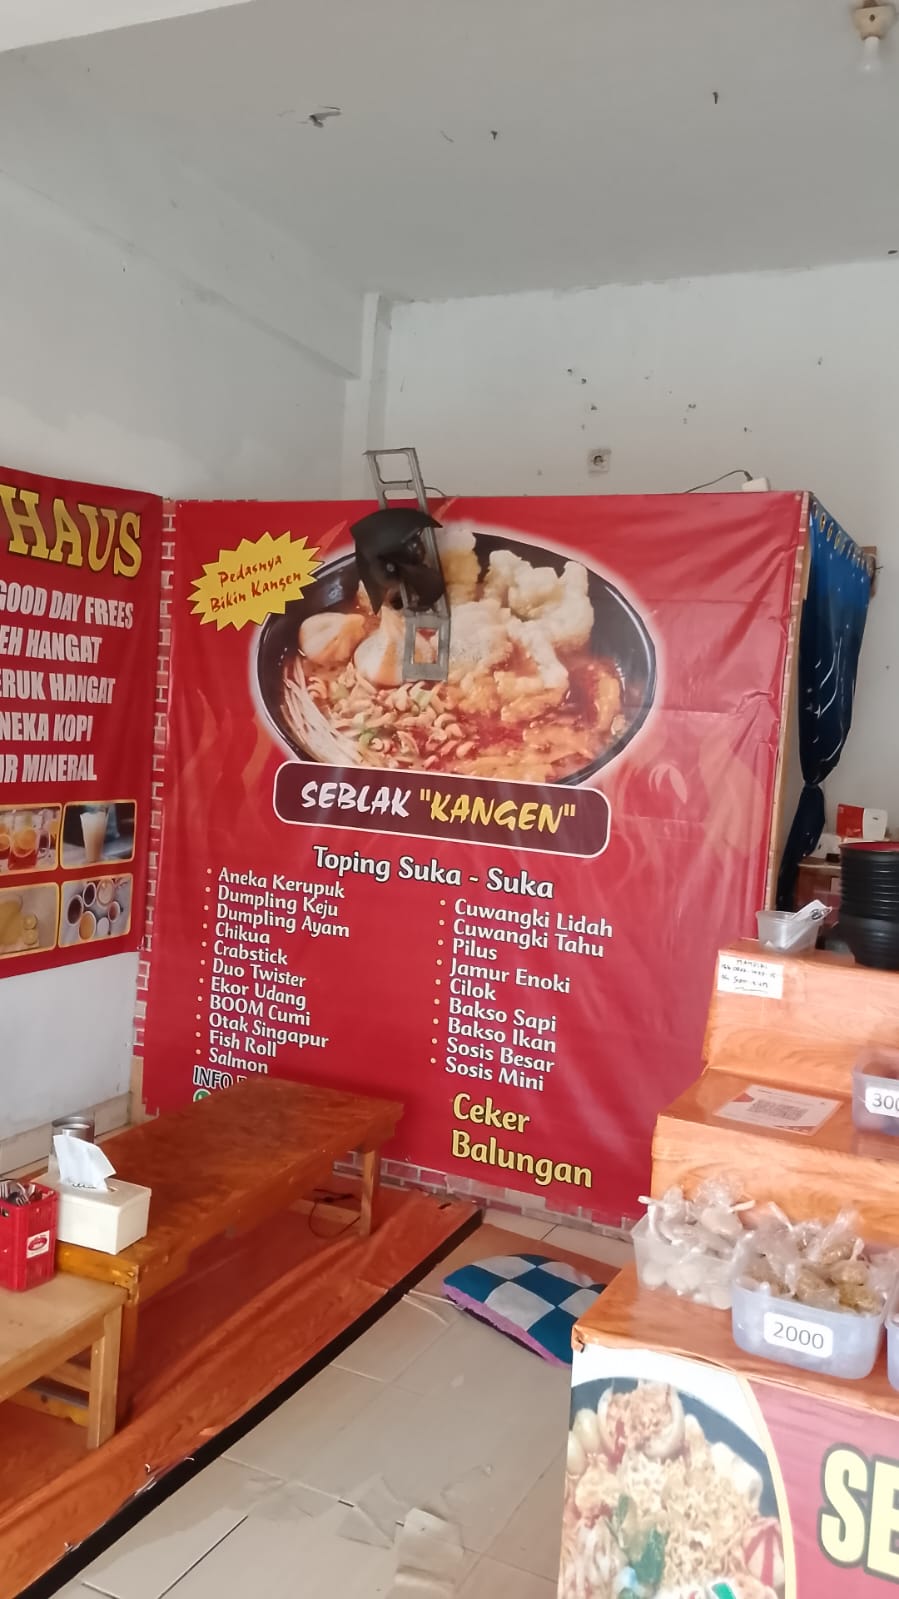 HAUS
GOOD DAY FREES
EH HANGAT
ERUK HANGAT
NEKA KOPI
IR MINERAL
Pedasnya
Bikin Kangen
SEBLAK "KANGEN"
Toping Suka - Suka
• Aneka Kerupuk
• Dumpling Keju
• Dumpling Ayam
• Chikua
• Crabstick
• Duo Twister
• Ekor Udang
• BOOM Cumi
• Otak Singapur
• Fish Roll
• Salmon
• Cuwangki Lidah
• Cuwangki Tahu
• Pilus
• Jamur Enoki
• Cilok
• Bakso Sapi
• Bakso Ikan
• Sosis Besar
• Sosis Mini
INFO
Ceker
Balungan
300
2000
SE